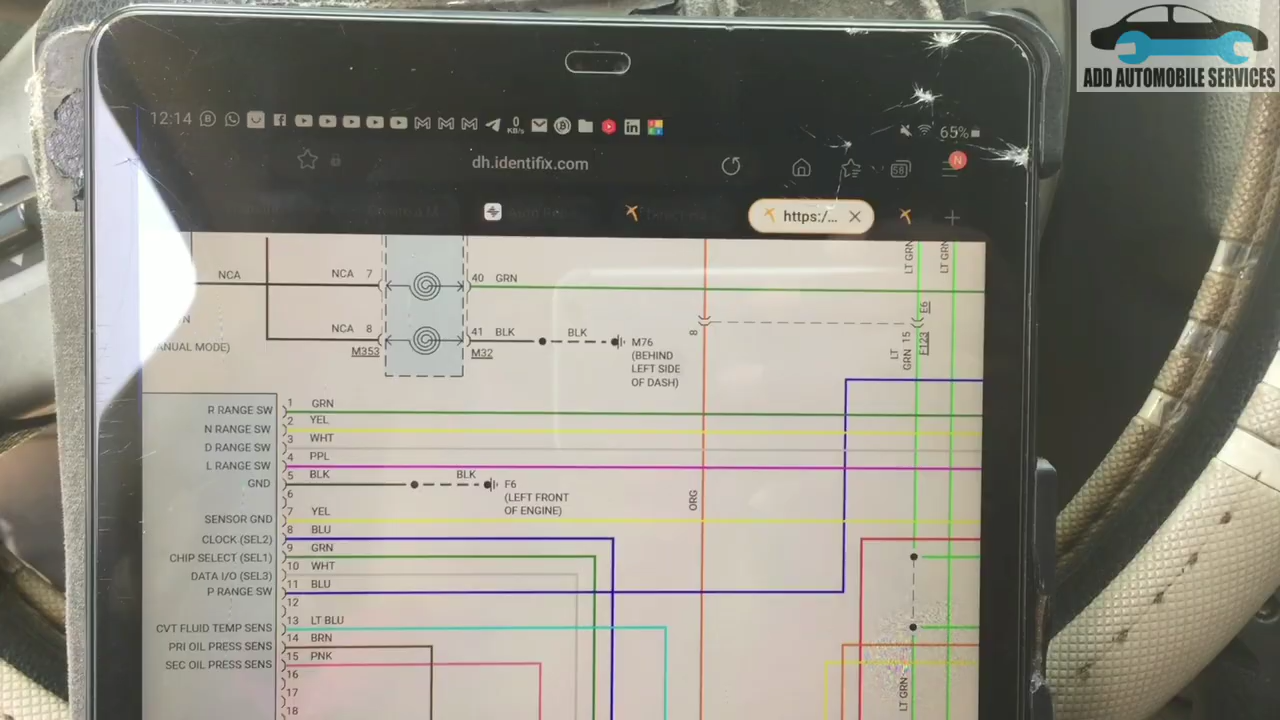 ADD AUTOMOBILE SERVICES
12:14
0
KB/s
65%
dh.identifix.com
58
N
https:/...
NCA
NCA 7
40 GRN
NCA 8
41 BLK
BLK
M353
M32
M76
(BEHIND
LEFT SIDE
OF DASH)
ANUAL MODE)
8
LT GRN
LT GRN
E6
LT
GRN 15
F123
R RANGE SW 1 GRN
N RANGE SW 2 YEL
D RANGE SW 3 WHT
L RANGE SW 4 PPL
GND 5 BLK
BLK
F6
(LEFT FRONT
OF ENGINE)
6
SENSOR GND 7 YEL
CLOCK (SEL2) 8 BLU
CHIP SELECT (SEL1) 9 GRN
DATA I/O (SEL3) 10 WHT
P RANGE SW 11 BLU
12
CVT FLUID TEMP SENS 13 LT BLU
PRI OIL PRESS SENS 14 BRN
SEC OIL PRESS SENS 15 PNK
16
17
18
ORG
LT GRN